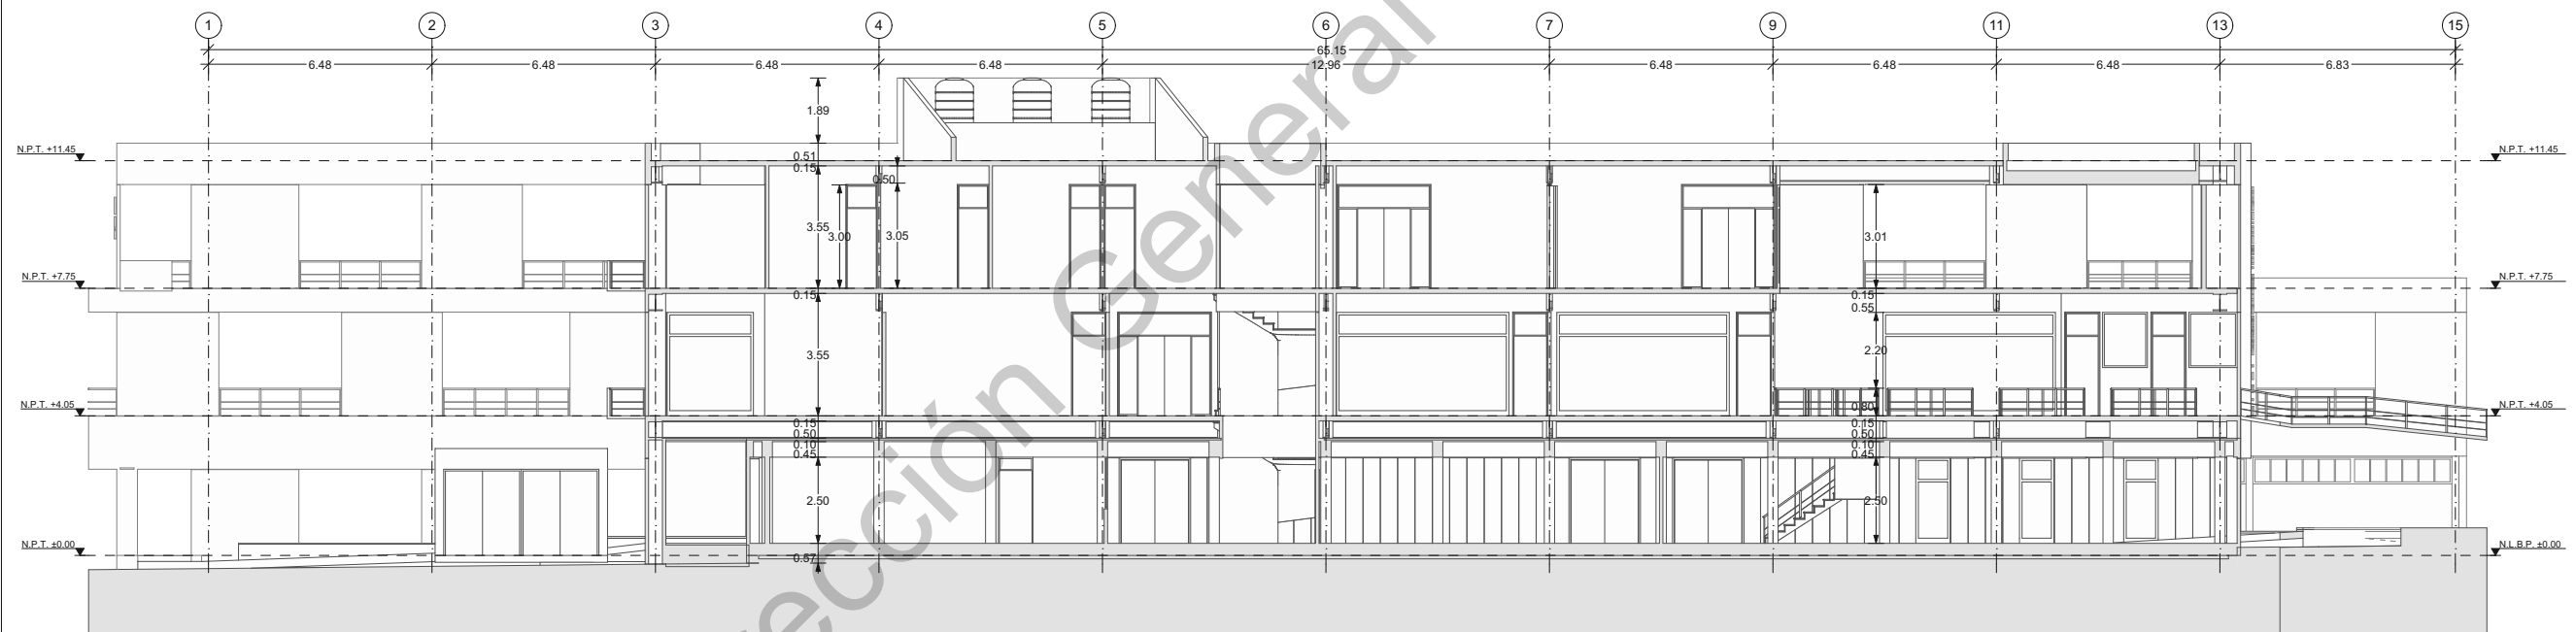 1 2 3 4 5 6 7 9 11 13 15
65.15
6.48 6.48 6.48 6.48 12.96 6.48 6.48 6.48 6.83
1.89
N.P.T. +11.45 0.51 N.P.T. +11.45
0.15 0.50
3.55 3.00 3.05 3.01
N.P.T. +7.75 N.P.T. +7.75
0.15 0.15
0.55
3.55 2.20
N.P.T. +4.05 0.80 N.P.T. +4.05
0.15 0.15
0.50 0.50
0.10 0.10
0.45 0.45
2.50 2.50
N.P.T. ±0.00 N.L.B.P. ±0.00
0.57
rección General